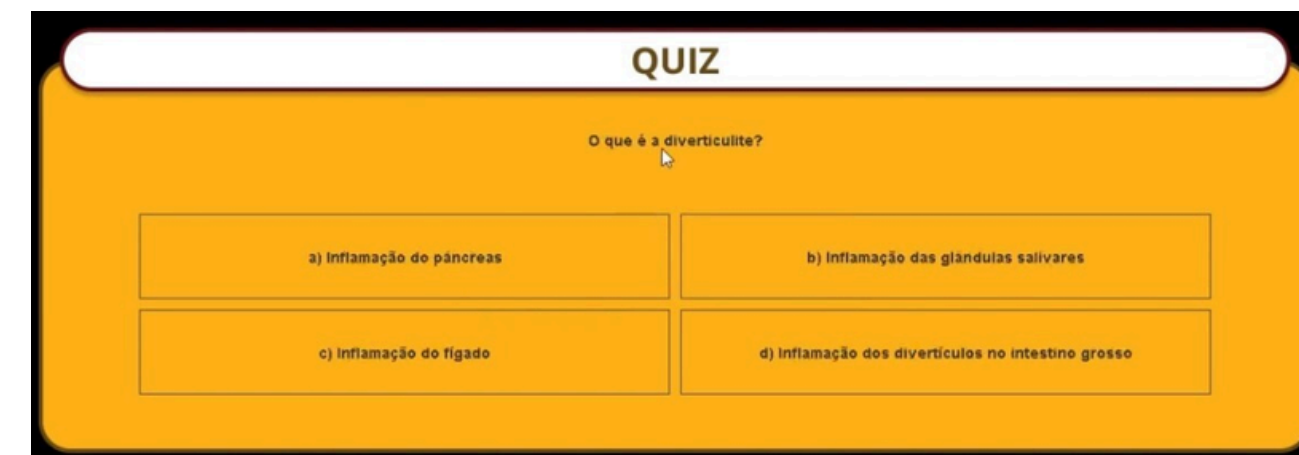 QUIZ
O que é a diverticulite?
a) Inflamação do pâncreas
b) Inflamação das glândulas salivares
c) Inflamação do fígado
d) Inflamação dos divertículos no intestino grosso